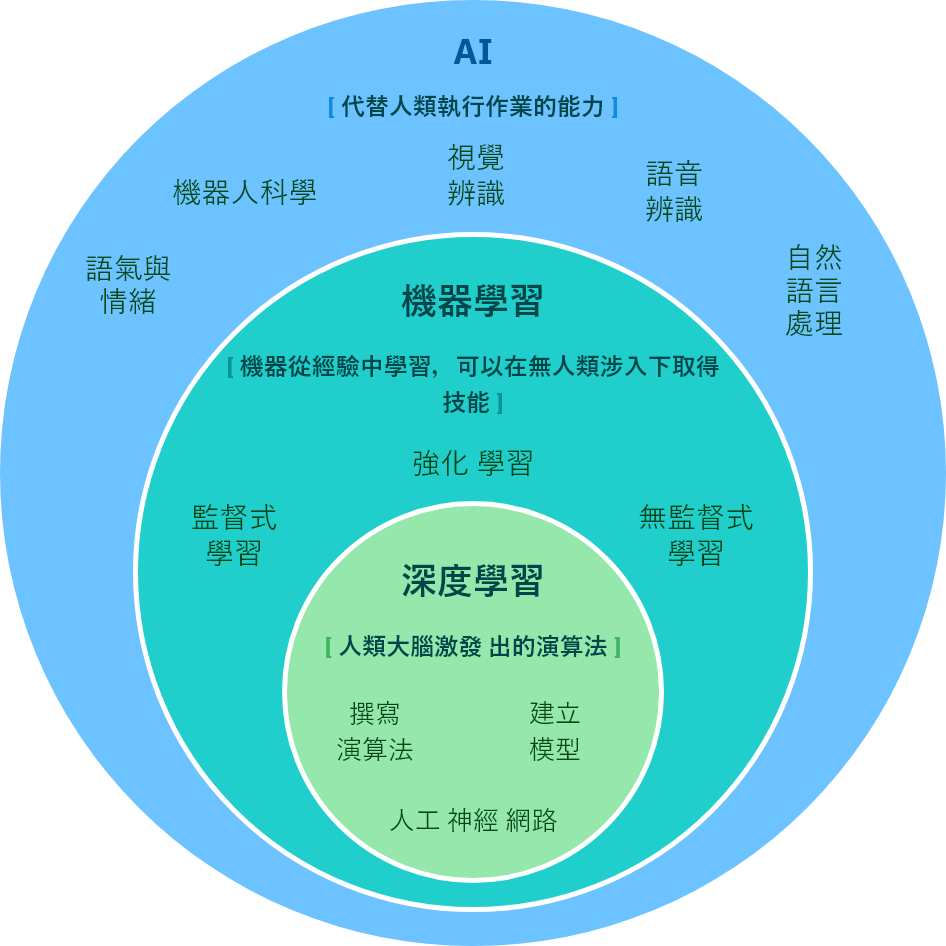 AI
[ 代替人類執行作業的能力 ]
視覺
辨識
語音
辨識
機器人科學
自然
語言
處理
語氣與
情緒
機器學習
[ 機器從經驗中學習，可以在無人類涉入下取得
技能 ]
強化 學習
監督式
學習
無監督式
學習
深度學習
[ 人類大腦激發 出的演算法 ]
撰寫
演算法
建立
模型
人工 神經 網路